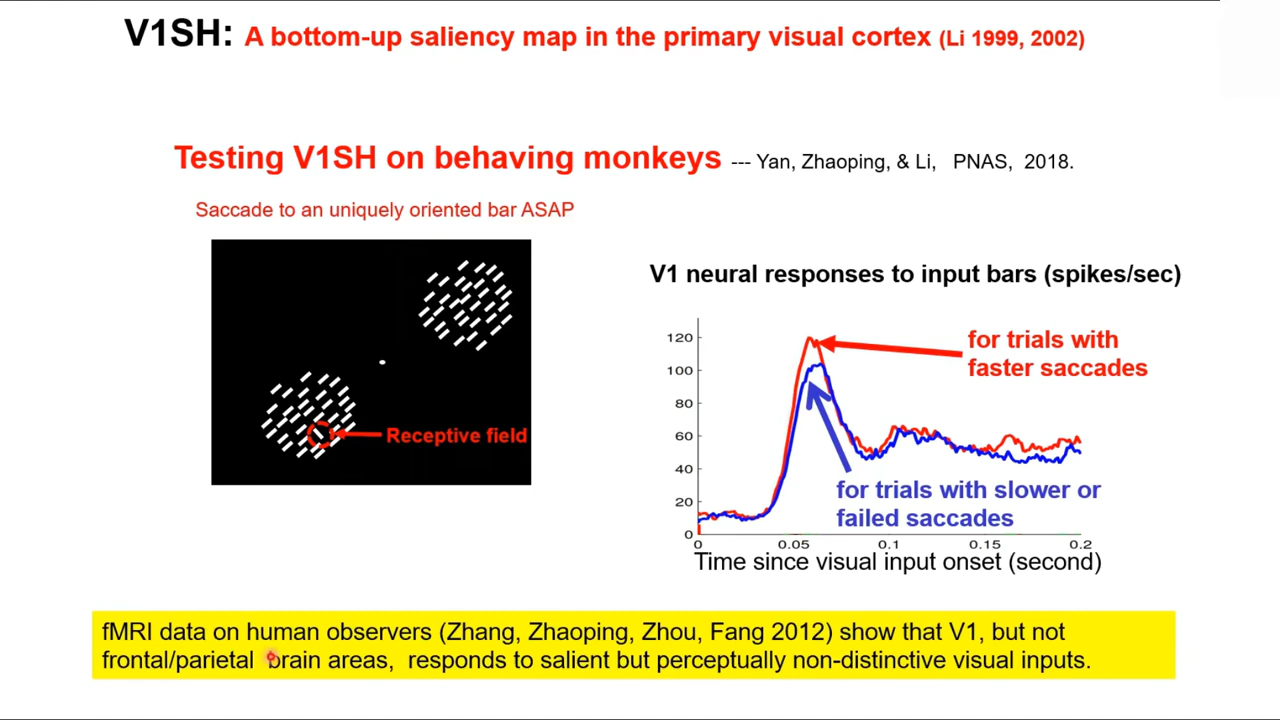 V1SH: A bottom-up saliency map in the primary visual cortex (Li 1999, 2002)
Testing V1SH on behaving monkeys --- Yan, Zhaoping, & Li, PNAS, 2018.
Saccade to an uniquely oriented bar ASAP
Receptive field
V1 neural responses to input bars (spikes/sec)
120
100
80
60
40
20
0
for trials with
faster saccades
for trials with slower or
failed saccades
0 0.05 0.1 0.15 0.2
Time since visual input onset (second)
fMRI data on human observers (Zhang, Zhaoping, Zhou, Fang 2012) show that V1, but not
frontal/parietal brain areas, responds to salient but perceptually non-distinctive visual inputs.